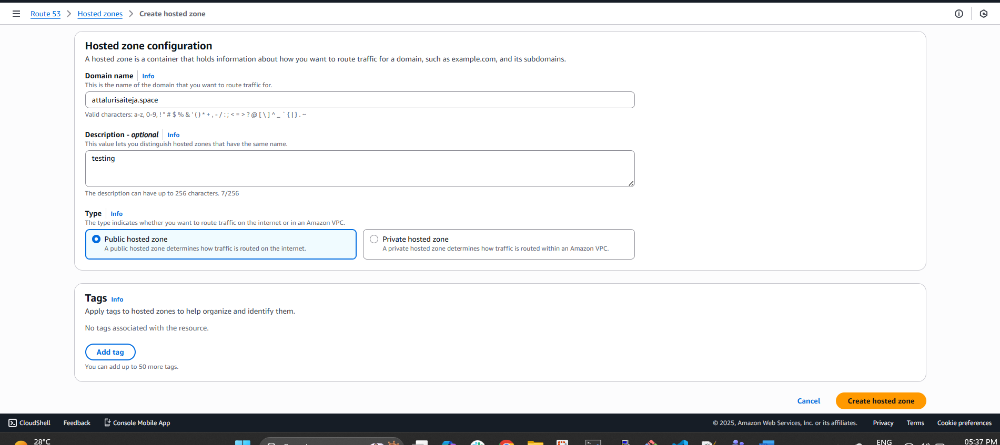 Route 53 > Hosted zones > Create hosted zone
Hosted zone configuration
A hosted zone is a container that holds information about how you want to route traffic for a domain, such as example.com, and its subdomains.
Domain name Info
This is the name of the domain that you want to route traffic for.
attalurisaiteja.space
Valid characters: a-z, 0-9, ! " # $ % & ' ( ) * + , - / : ; < = > ? @ [ \ ] ^ _ ` { | } . ~
Description - optional Info
This value lets you distinguish hosted zones that have the same name.
testing
The description can have up to 256 characters. 7/256
Type Info
The type indicates whether you want to route traffic on the internet or in an Amazon VPC.
Public hosted zone
A public hosted zone determines how traffic is routed on the internet.
Private hosted zone
A private hosted zone determines how traffic is routed within an Amazon VPC.
Tags Info
Apply tags to hosted zones to help organize and identify them.
No tags associated with the resource.
Add tag
You can add up to 50 more tags.
Cancel Create hosted zone
CloudShell Feedback Console Mobile App © 2025, Amazon Web Services, Inc. or its affiliates. Privacy Terms Cookie preferences
28°C ENG 05:37 PM